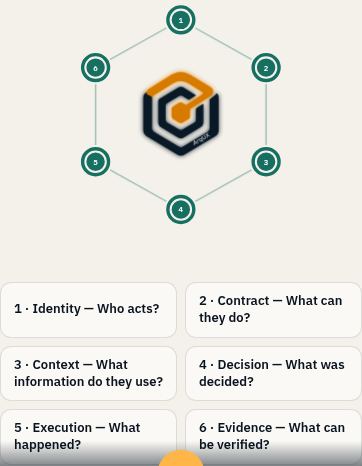 1
6
2
ArqUX
5
3
4
1 · Identity — Who acts?
2 · Contract — What can
they do?
3 · Context — What
information do they use?
4 · Decision — What was
decided?
5 · Execution — What
happened?
6 · Evidence — What can
be verified?